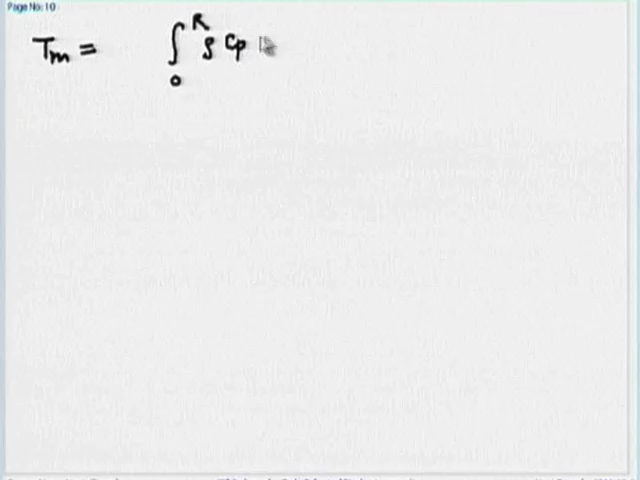 Page No: 10
Tm = ∫₀ᴿ ρ Cp